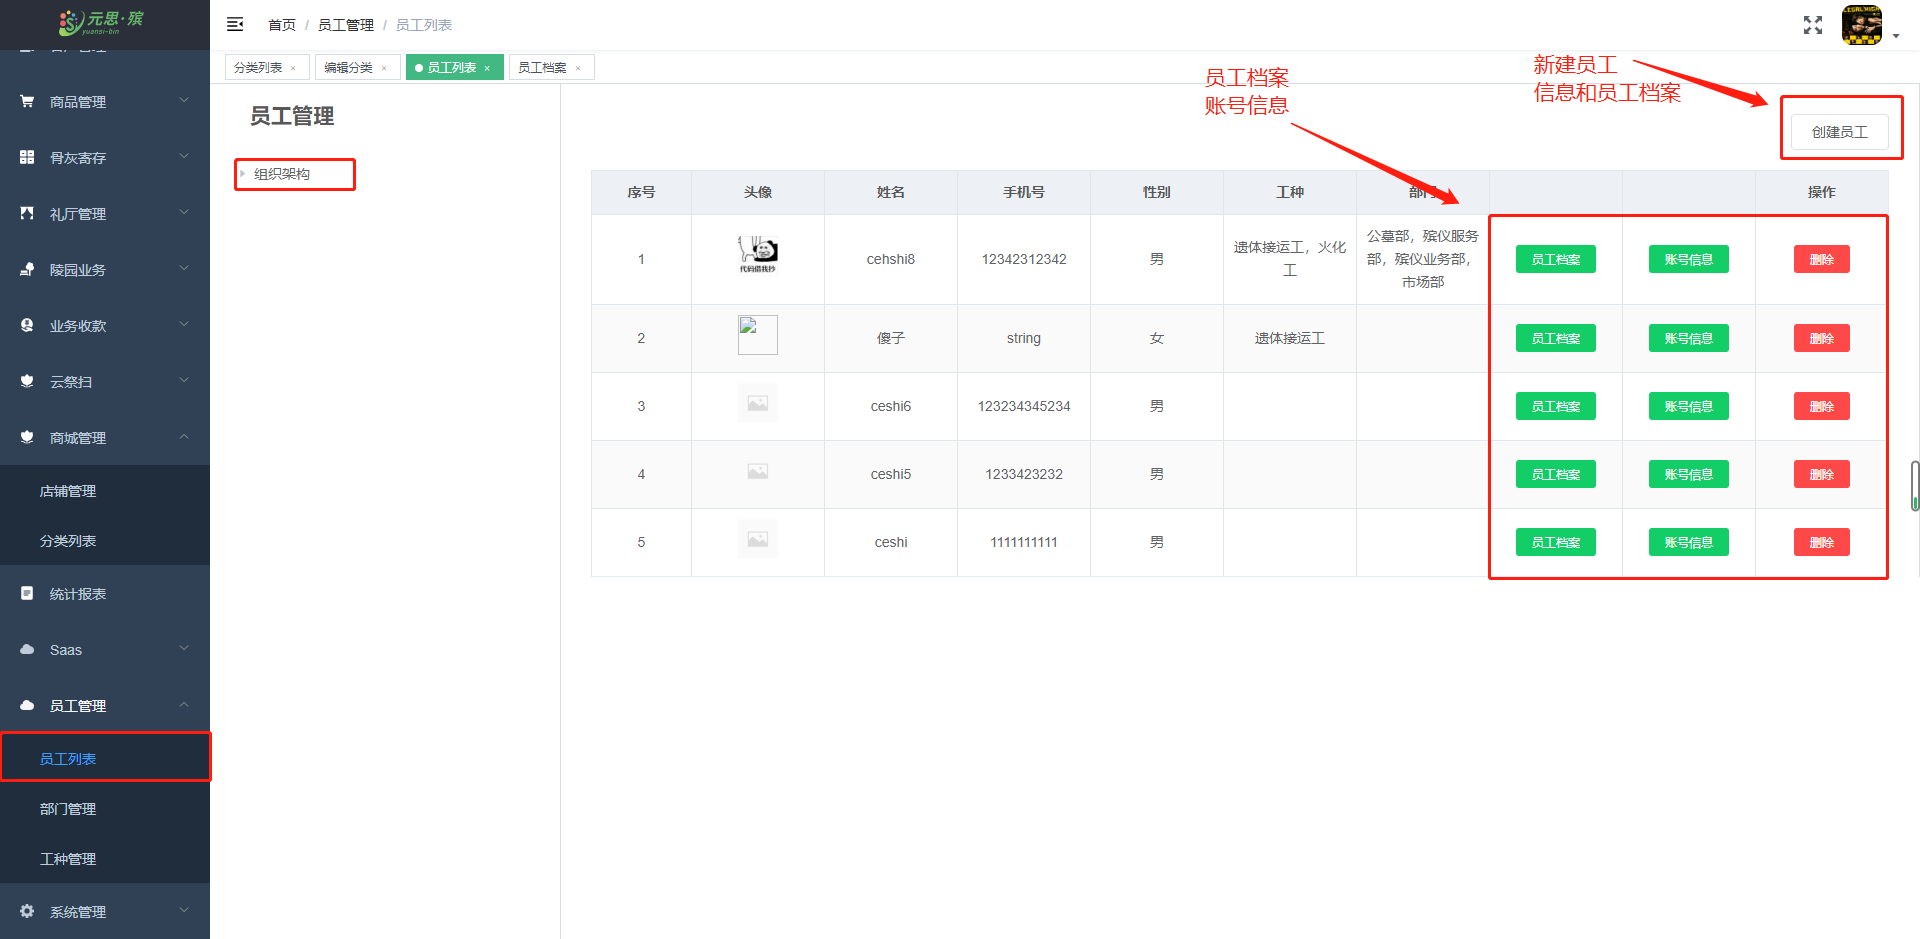 元思·殡
yuansi-bin
首页 / 员工管理 / 员工列表
分类列表 ×
编辑分类 ×
员工列表 ×
员工档案 ×
商品管理
骨灰寄存
礼厅管理
陵园业务
业务收款
云祭扫
商城管理
店铺管理
分类列表
统计报表
Saas
员工管理
员工列表
部门管理
工种管理
系统管理
员工管理
组织架构
员工档案
账号信息
新建员工
信息和员工档案
创建员工
序号 头像 姓名 手机号 性别 工种 部门 操作
1 代码借我抄 cehshi8 12342312342 男 遗体接运工，火化
工 公墓部，殡仪服务
部，殡仪业务部，
市场部 员工档案 账号信息 删除
2 傻子 string 女 遗体接运工 员工档案 账号信息 删除
3 ceshi6 123234345234 男 员工档案 账号信息 删除
4 ceshi5 1233423232 男 员工档案 账号信息 删除
5 ceshi 1111111111 男 员工档案 账号信息 删除